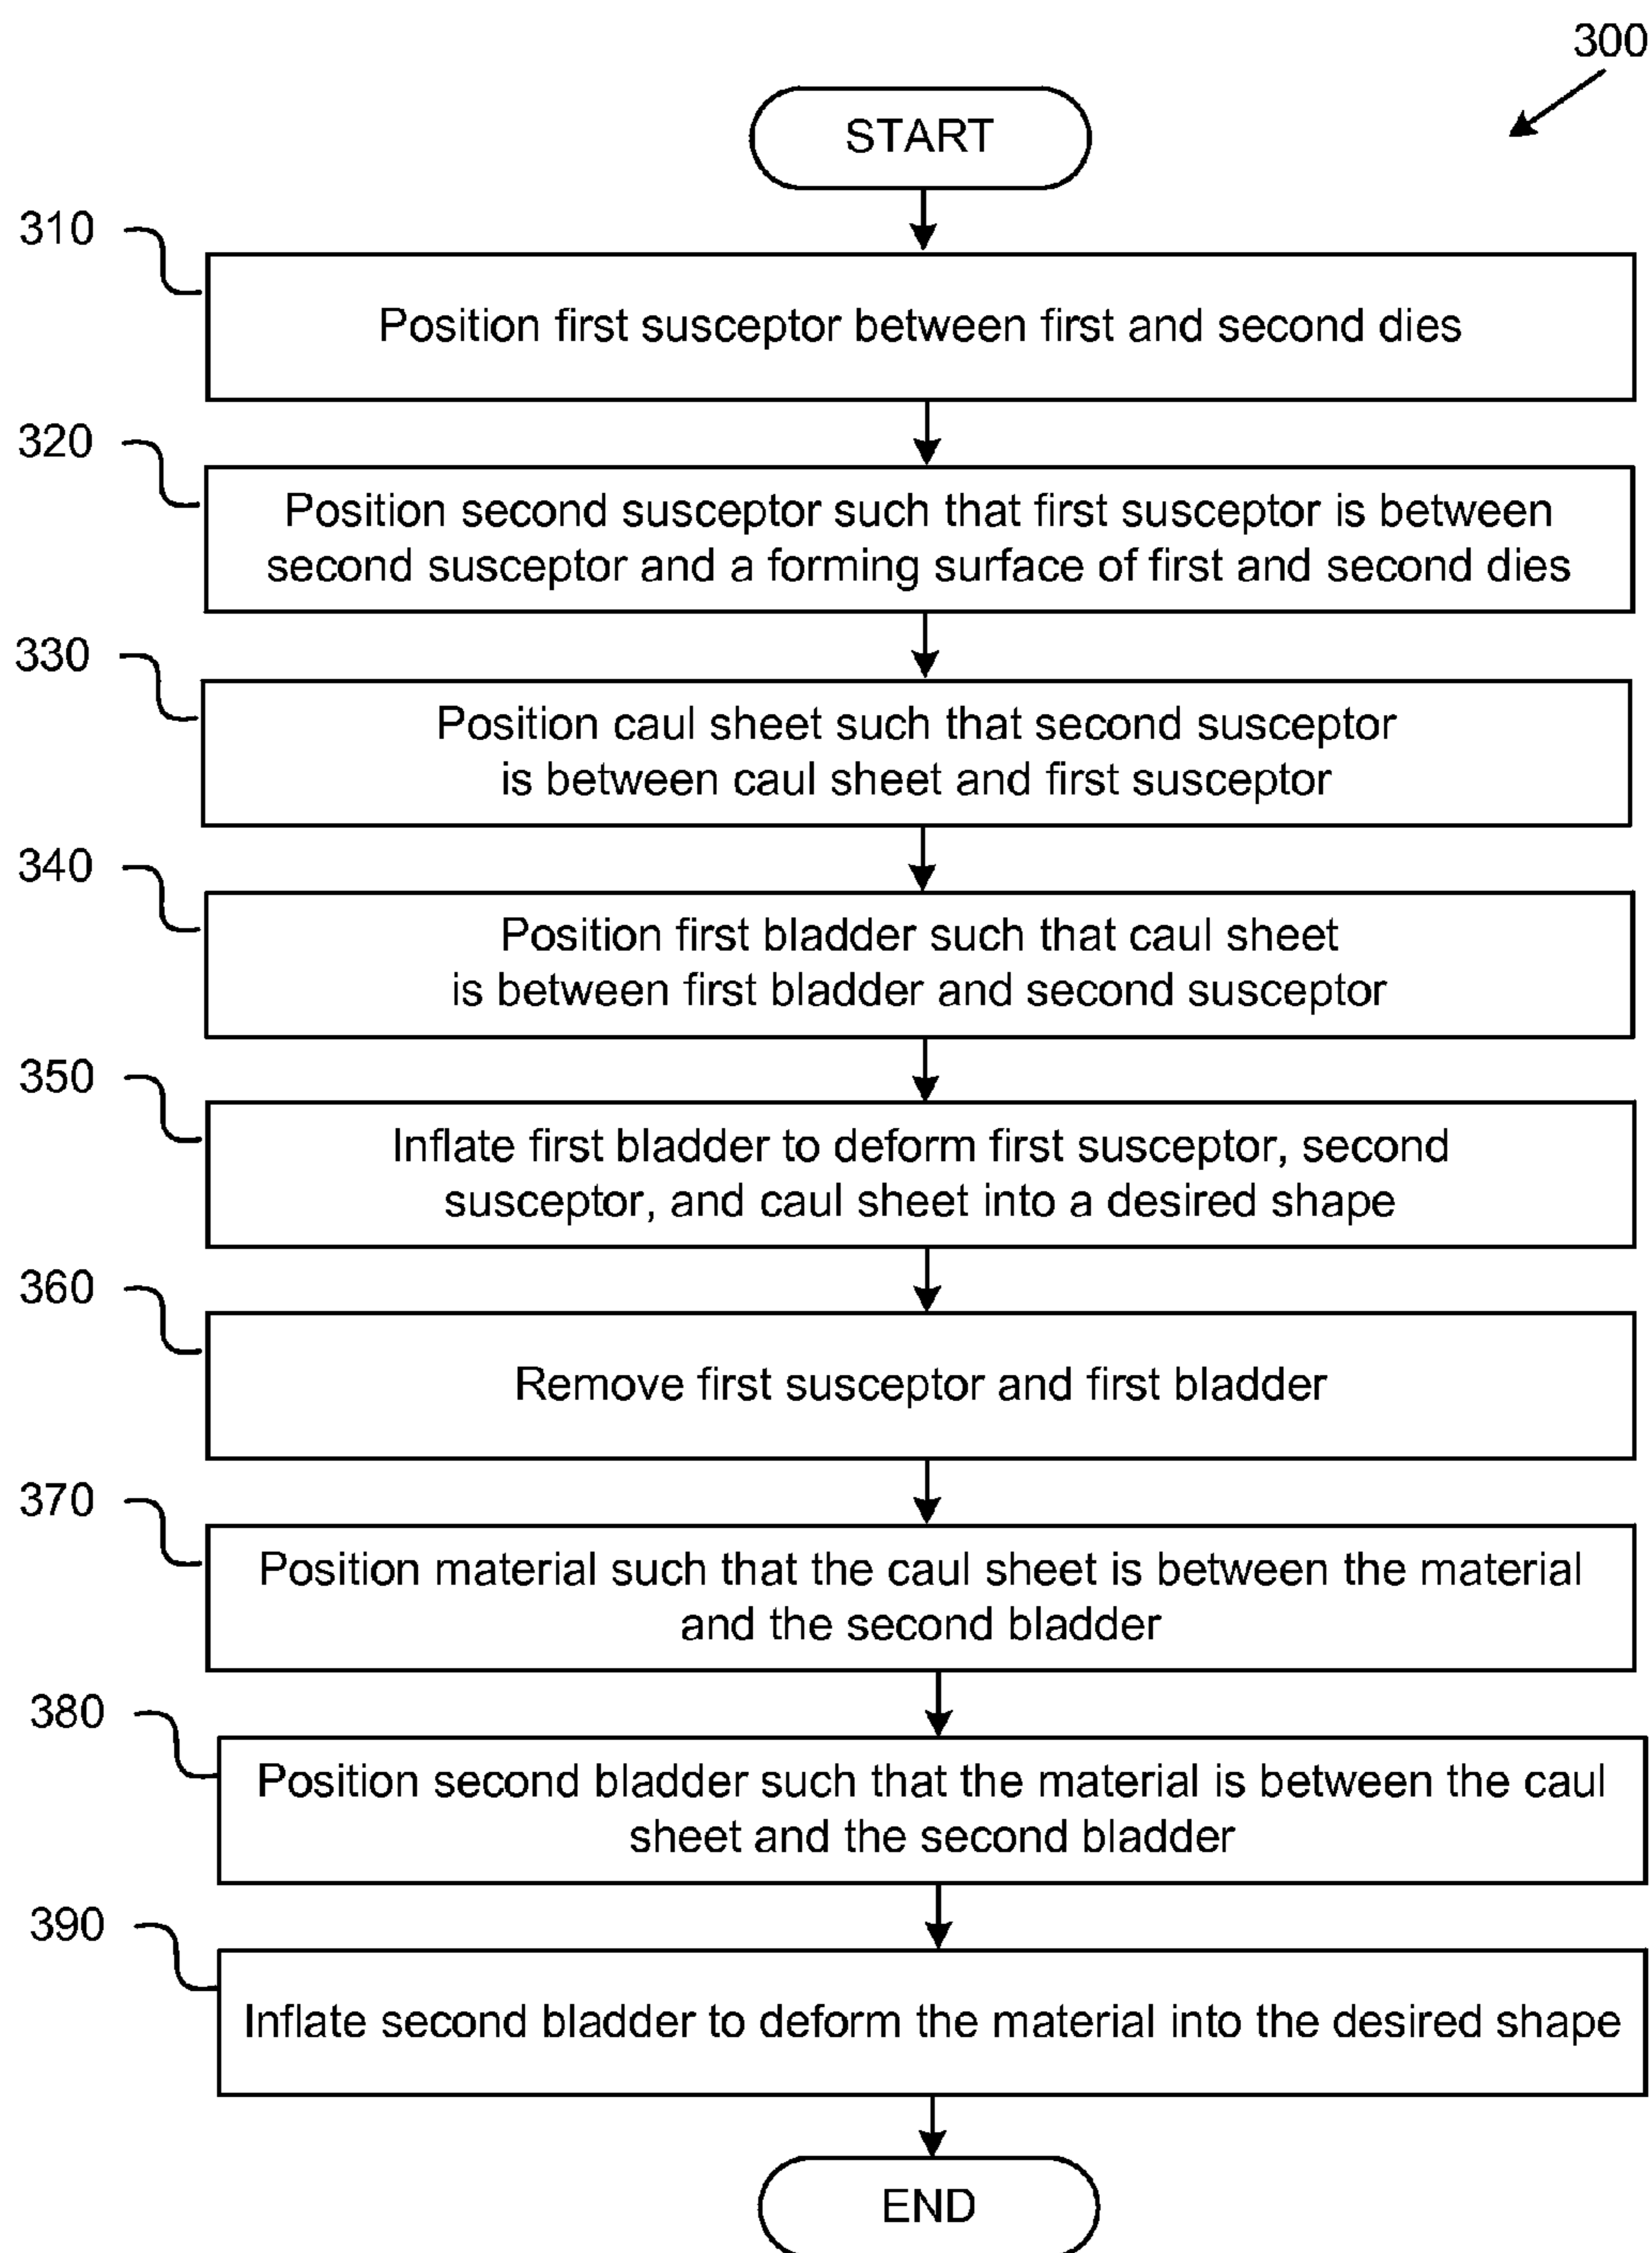 300
START
310
Position first susceptor between first and second dies
320
Position second susceptor such that first susceptor is between
second susceptor and a forming surface of first and second dies
330
Position caul sheet such that second susceptor
is between caul sheet and first susceptor
340
Position first bladder such that caul sheet
is between first bladder and second susceptor
350
Inflate first bladder to deform first susceptor, second
susceptor, and caul sheet into a desired shape
360
Remove first susceptor and first bladder
370
Position material such that the caul sheet is between the material
and the second bladder
380
Position second bladder such that the material is between the caul
sheet and the second bladder
390
Inflate second bladder to deform the material into the desired shape
END